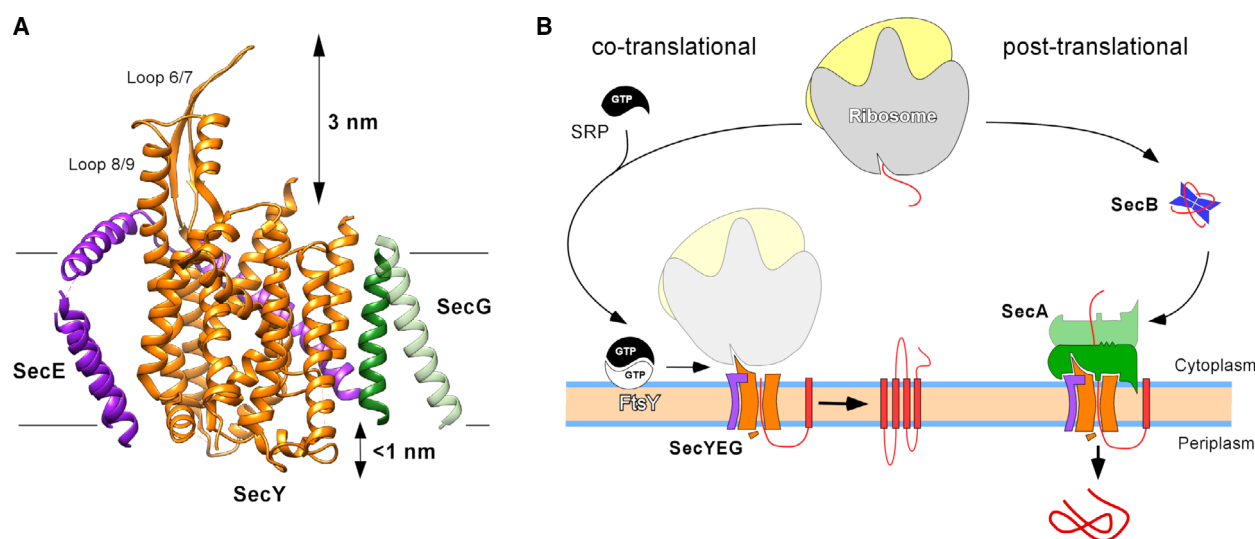 A
Loop 6/7
3 nm
Loop 8/9
SecE
SecG
<1 nm
SecY
B
co-translational
post-translational
GTP
SRP
Ribosome
SecB
SecA
GTP
GTP
FtsY
Cytoplasm
SecYEG
Periplasm